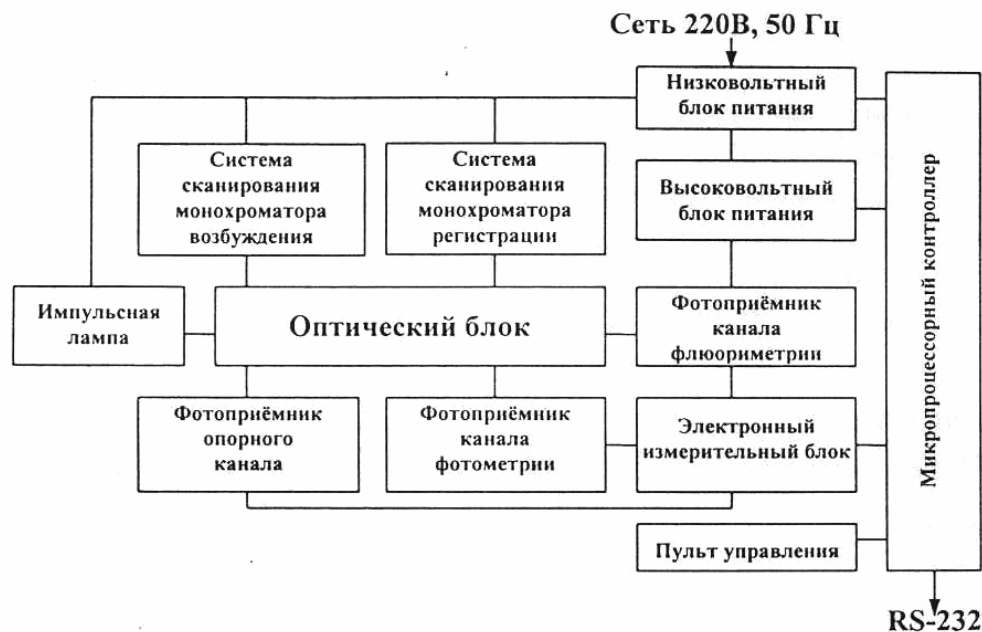 Сеть 220В, 50 Гц
Низковольтный
блок питания
Система
сканирования
монохроматора
возбуждения
Система
сканирования
монохроматора
регистрации
Высоковольтный
блок питания
Микропроцессорный контроллер
Импульсная
лампа
Оптический блок
Фотоприёмник
канала
флюориметрии
Фотоприёмник
опорного
канала
Фотоприёмник
канала
фотометрии
Электронный
измерительный блок
Пульт управления
RS-232